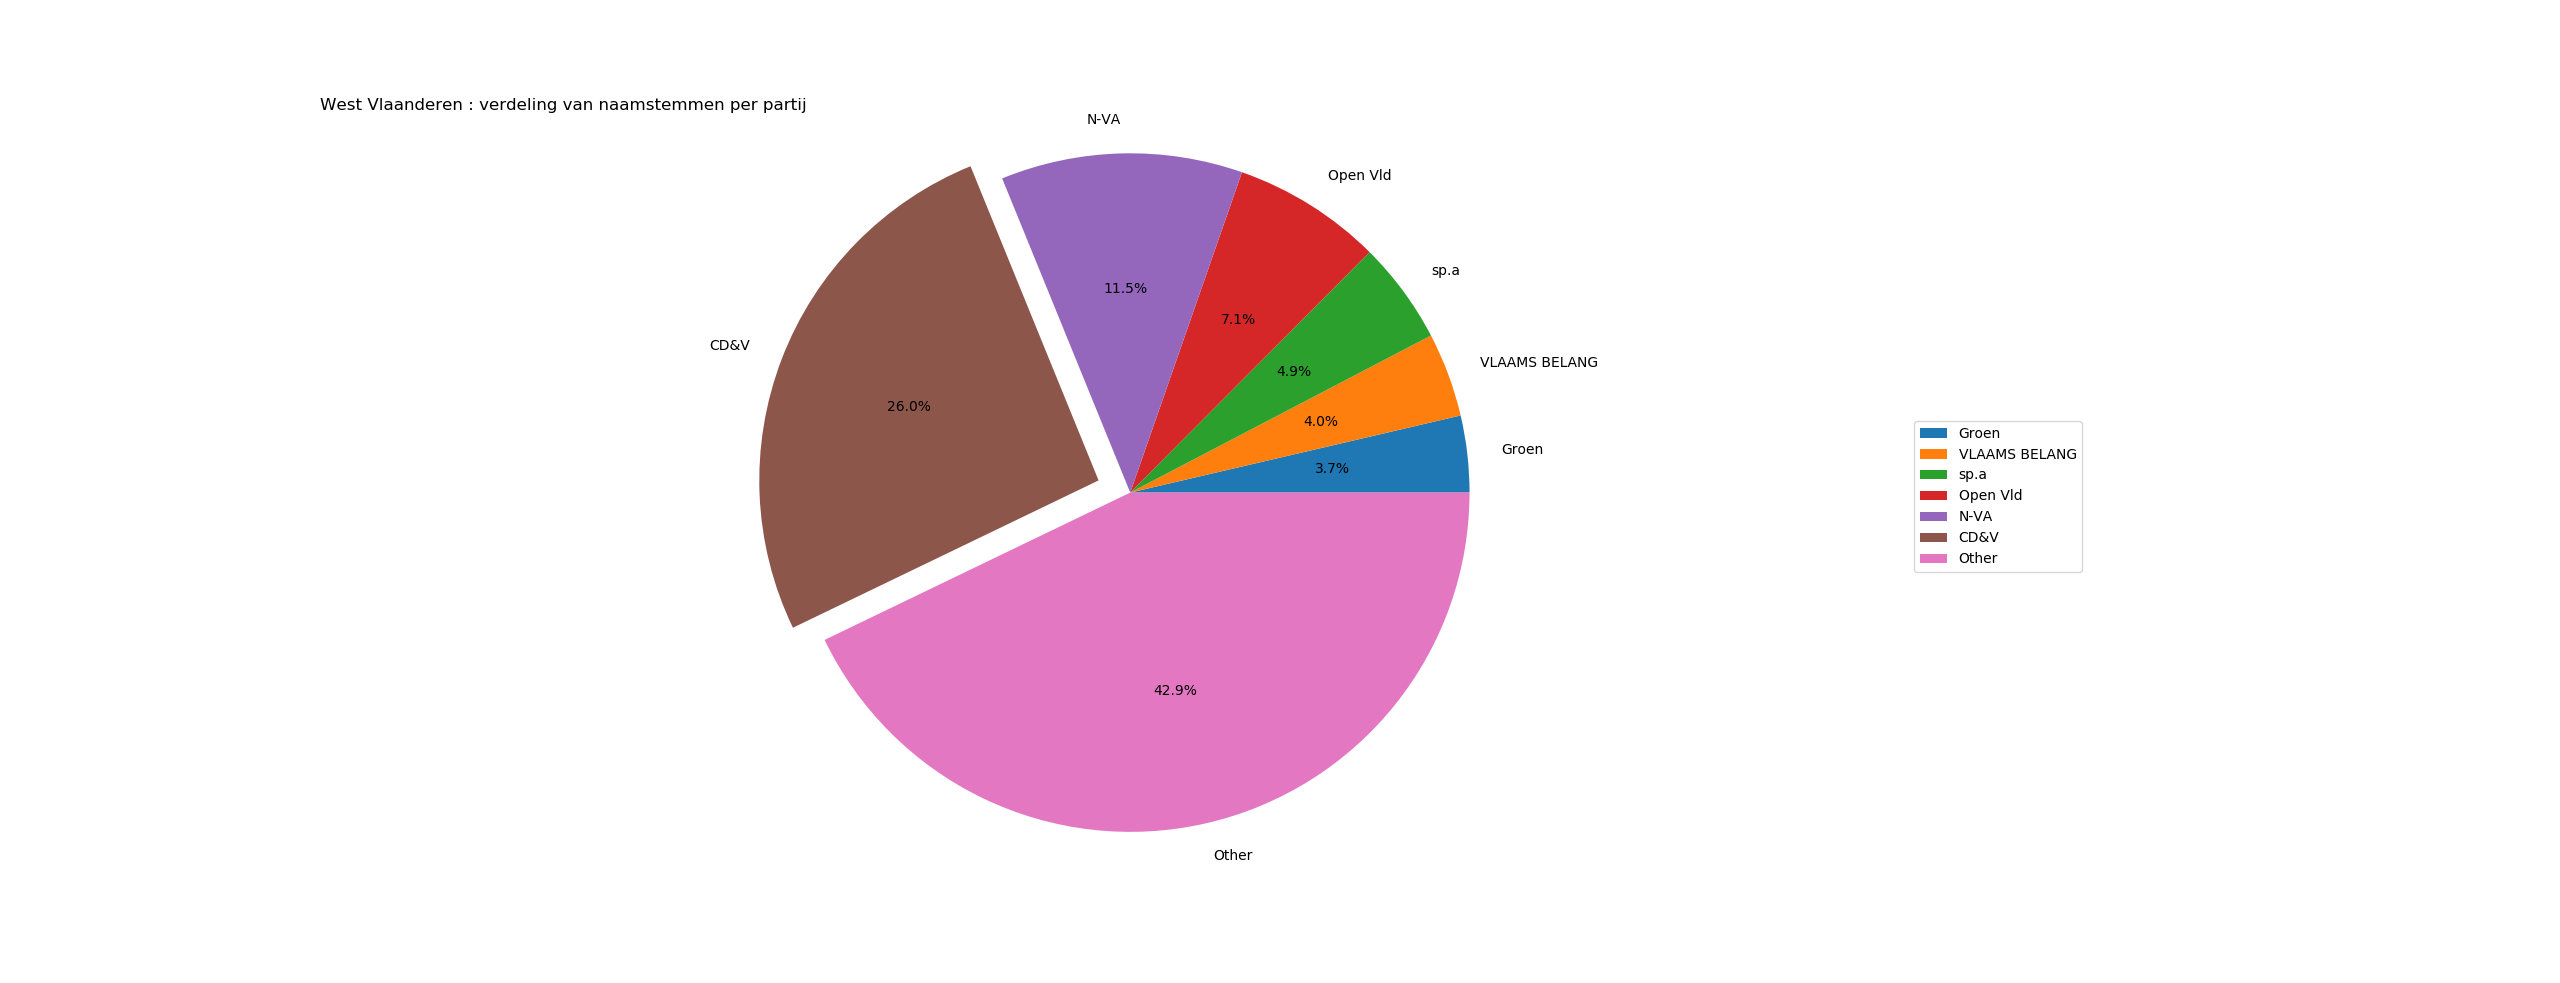 West Vlaanderen : verdeling van naamstemmen per partij
N-VA
Open Vld
sp.a
VLAAMS BELANG
Groen
CD&V
Other
11.5%
7.1%
4.9%
4.0%
3.7%
26.0%
42.9%
Groen
VLAAMS BELANG
sp.a
Open Vld
N-VA
CD&V
Other